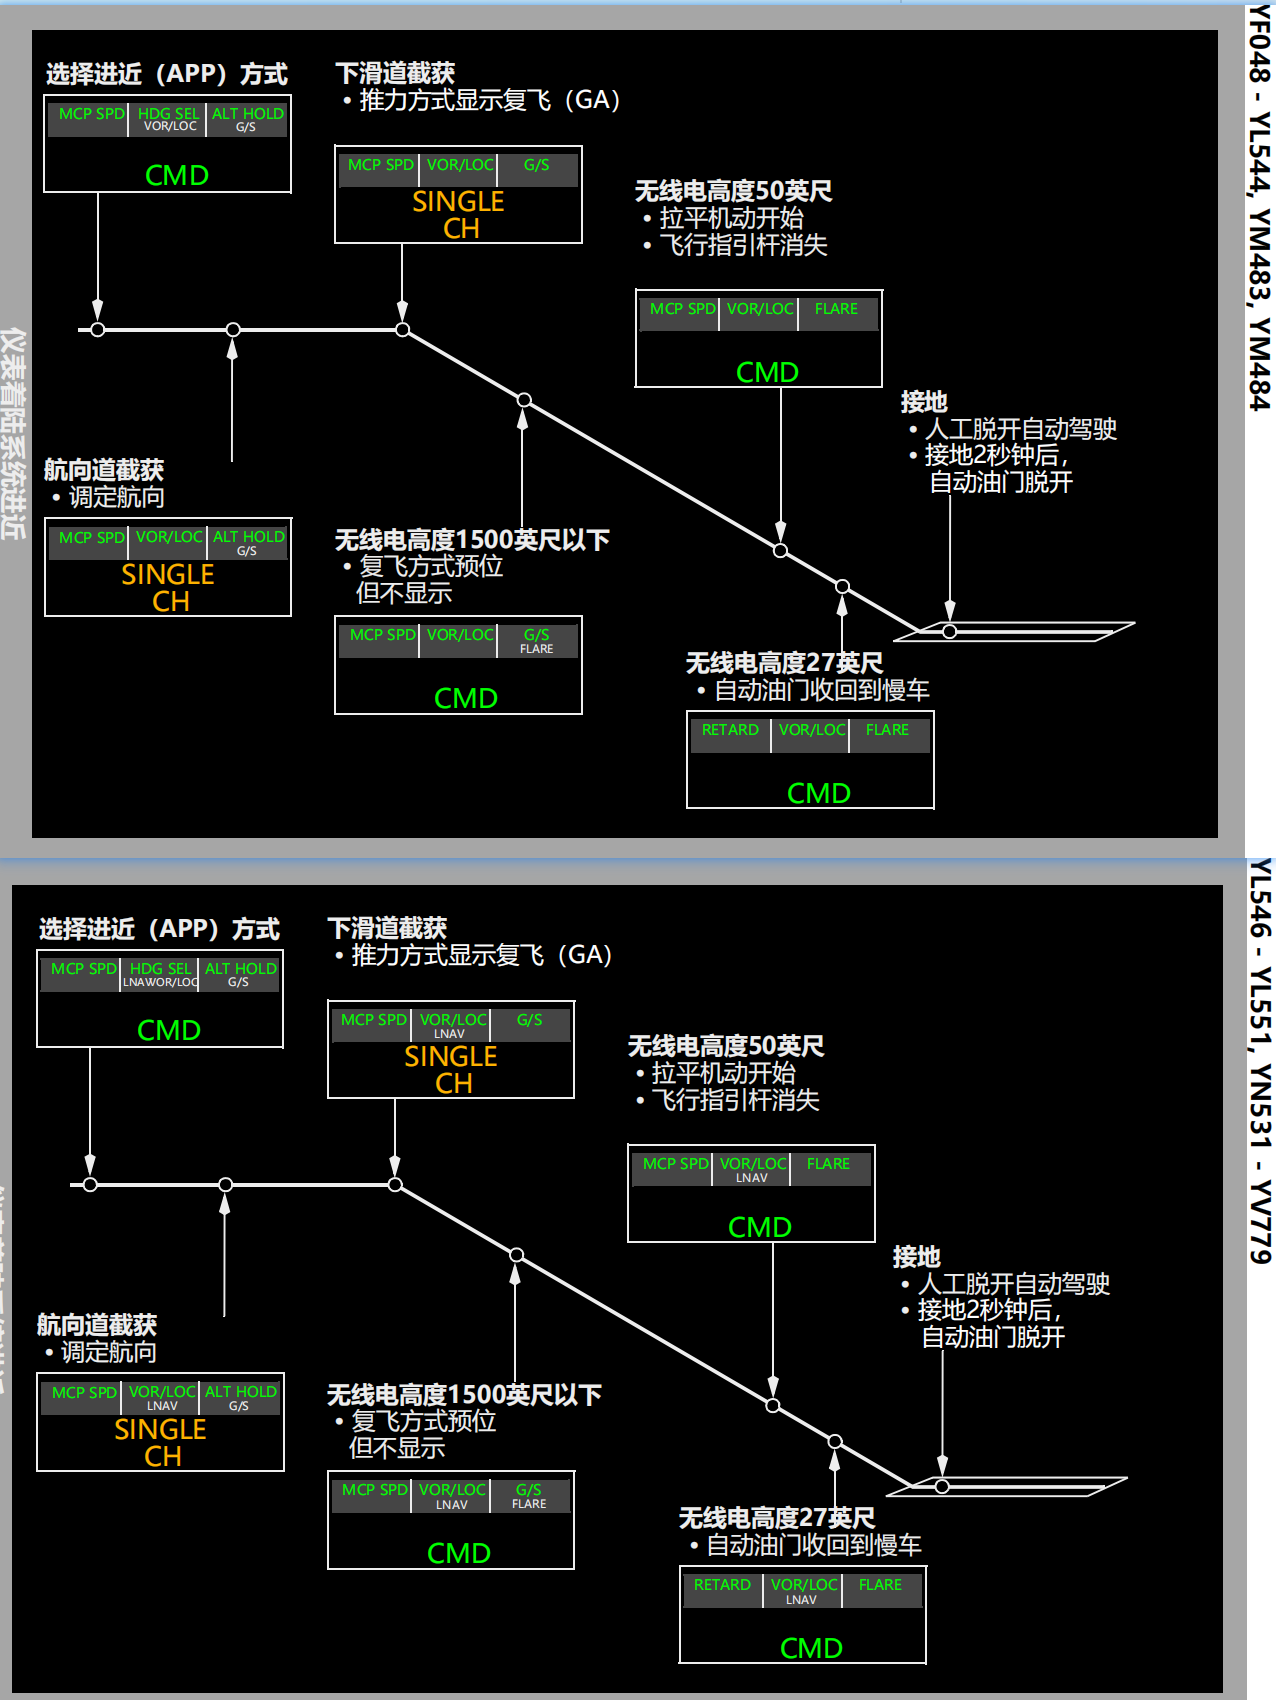 YF048 - YL544, YM483, YM484
仪表着陆系统进近
选择进近（APP）方式
MCP SPD HDG SEL ALT HOLD
VOR/LOC G/S
CMD
下滑道截获
• 推力方式显示复飞（GA）
MCP SPD VOR/LOC G/S
SINGLE
CH
无线电高度50英尺
• 拉平机动开始
• 飞行指引杆消失
MCP SPD VOR/LOC FLARE
CMD
接地
• 人工脱开自动驾驶
• 接地2秒钟后，
自动油门脱开
航向道截获
• 调定航向
MCP SPD VOR/LOC ALT HOLD
G/S
SINGLE
CH
无线电高度1500英尺以下
• 复飞方式预位
但不显示
MCP SPD VOR/LOC G/S
FLARE
CMD
无线电高度27英尺
• 自动油门收回到慢车
RETARD VOR/LOC FLARE
CMD
YL546 - YL551, YN531 - YV779
选择进近（APP）方式
MCP SPD HDG SEL ALT HOLD
LNAV VOR/LOC G/S
CMD
下滑道截获
• 推力方式显示复飞（GA）
MCP SPD VOR/LOC G/S
LNAV
SINGLE
CH
无线电高度50英尺
• 拉平机动开始
• 飞行指引杆消失
MCP SPD VOR/LOC FLARE
LNAV
CMD
接地
• 人工脱开自动驾驶
• 接地2秒钟后，
自动油门脱开
航向道截获
• 调定航向
MCP SPD VOR/LOC ALT HOLD
LNAV G/S
SINGLE
CH
无线电高度1500英尺以下
• 复飞方式预位
但不显示
MCP SPD VOR/LOC G/S
LNAV FLARE
CMD
无线电高度27英尺
• 自动油门收回到慢车
RETARD VOR/LOC FLARE
LNAV
CMD